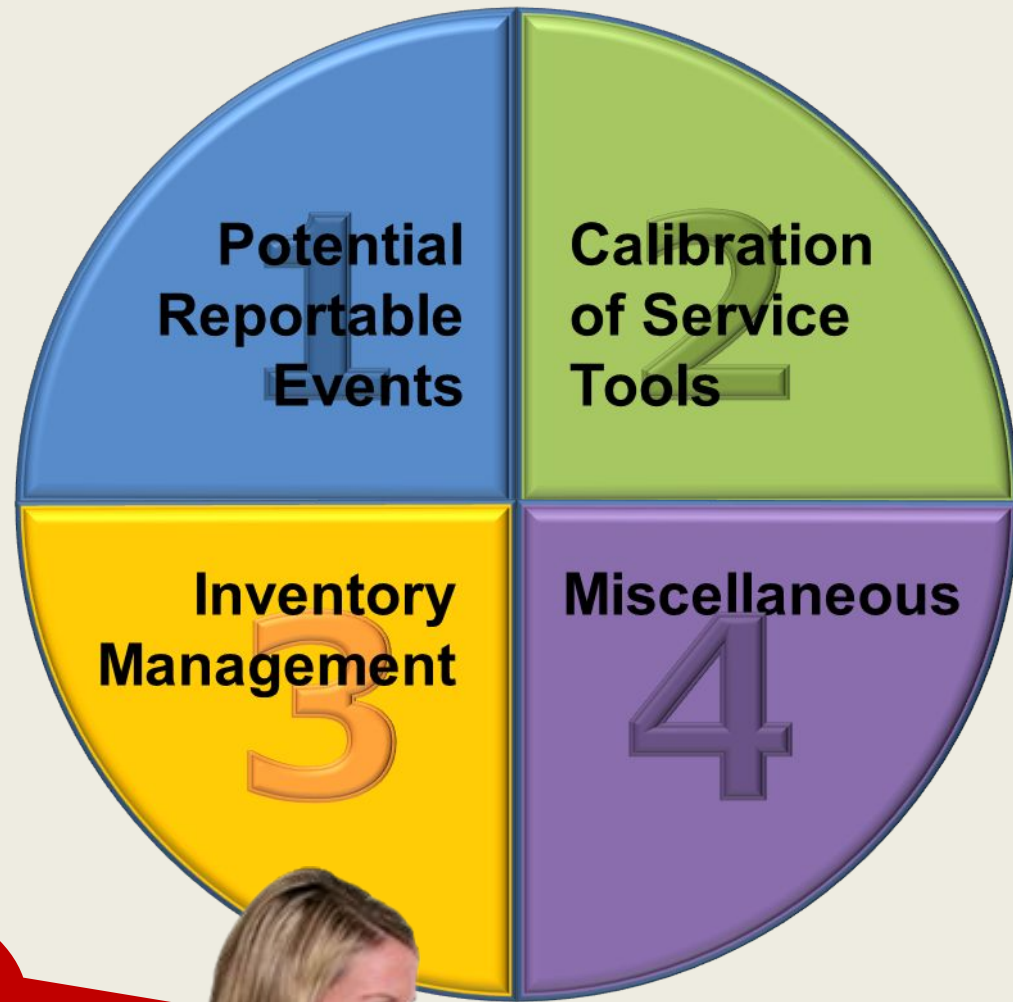 1
Potential
Reportable
Events
2
Calibration
of Service
Tools
3
Inventory
Management
4
Miscellaneous